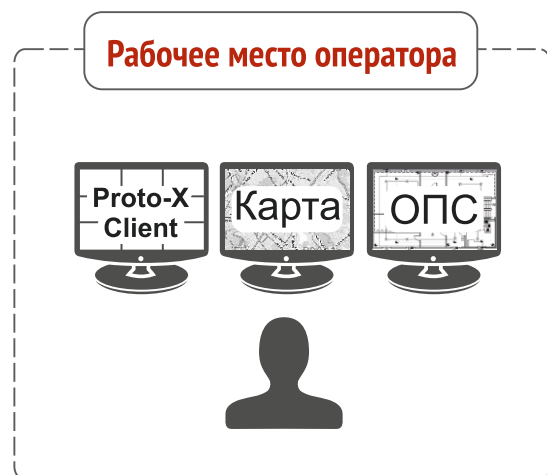 Рабочее место оператора
Proto-X
Client
Карта
ОПС